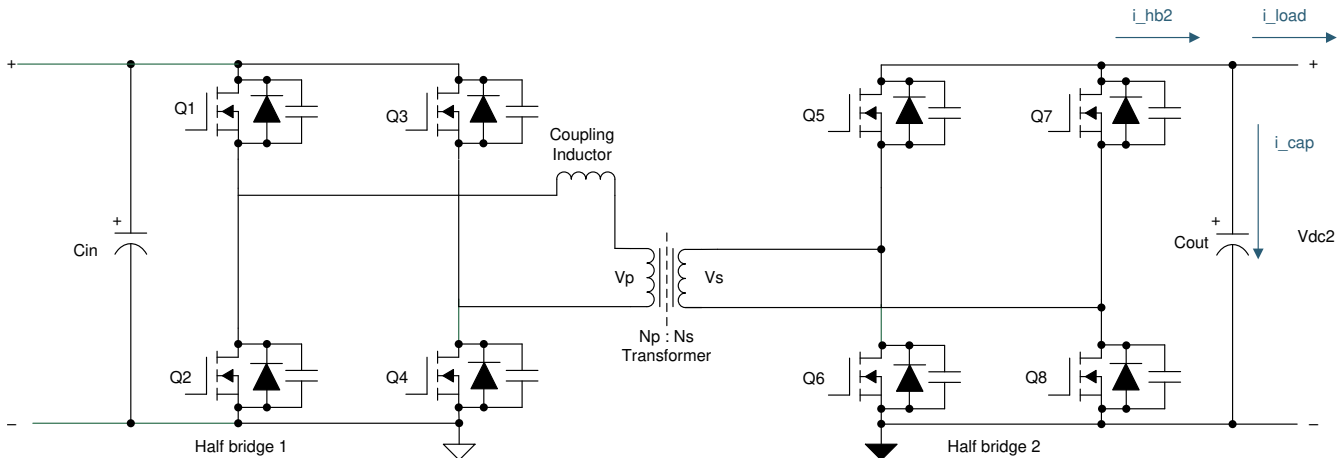 i_hb2
i_load
+
+
Q1
Q3
Q5
Q7
Coupling
Inductor
i_cap
+
Cin
+
Cout
Vdc2
Vp
Vs
Np : Ns
Transformer
Q2
Q4
Q6
Q8
–
–
Half bridge 1
Half bridge 2